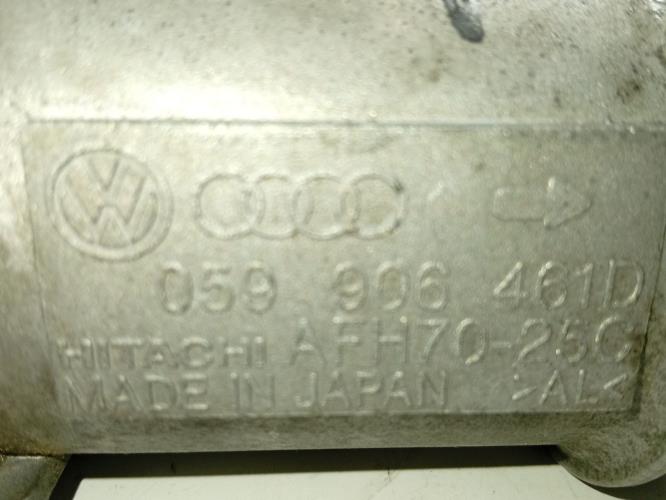 059 906 461D
HITACHI AFH70-25C
MADE IN JAPAN >AL<